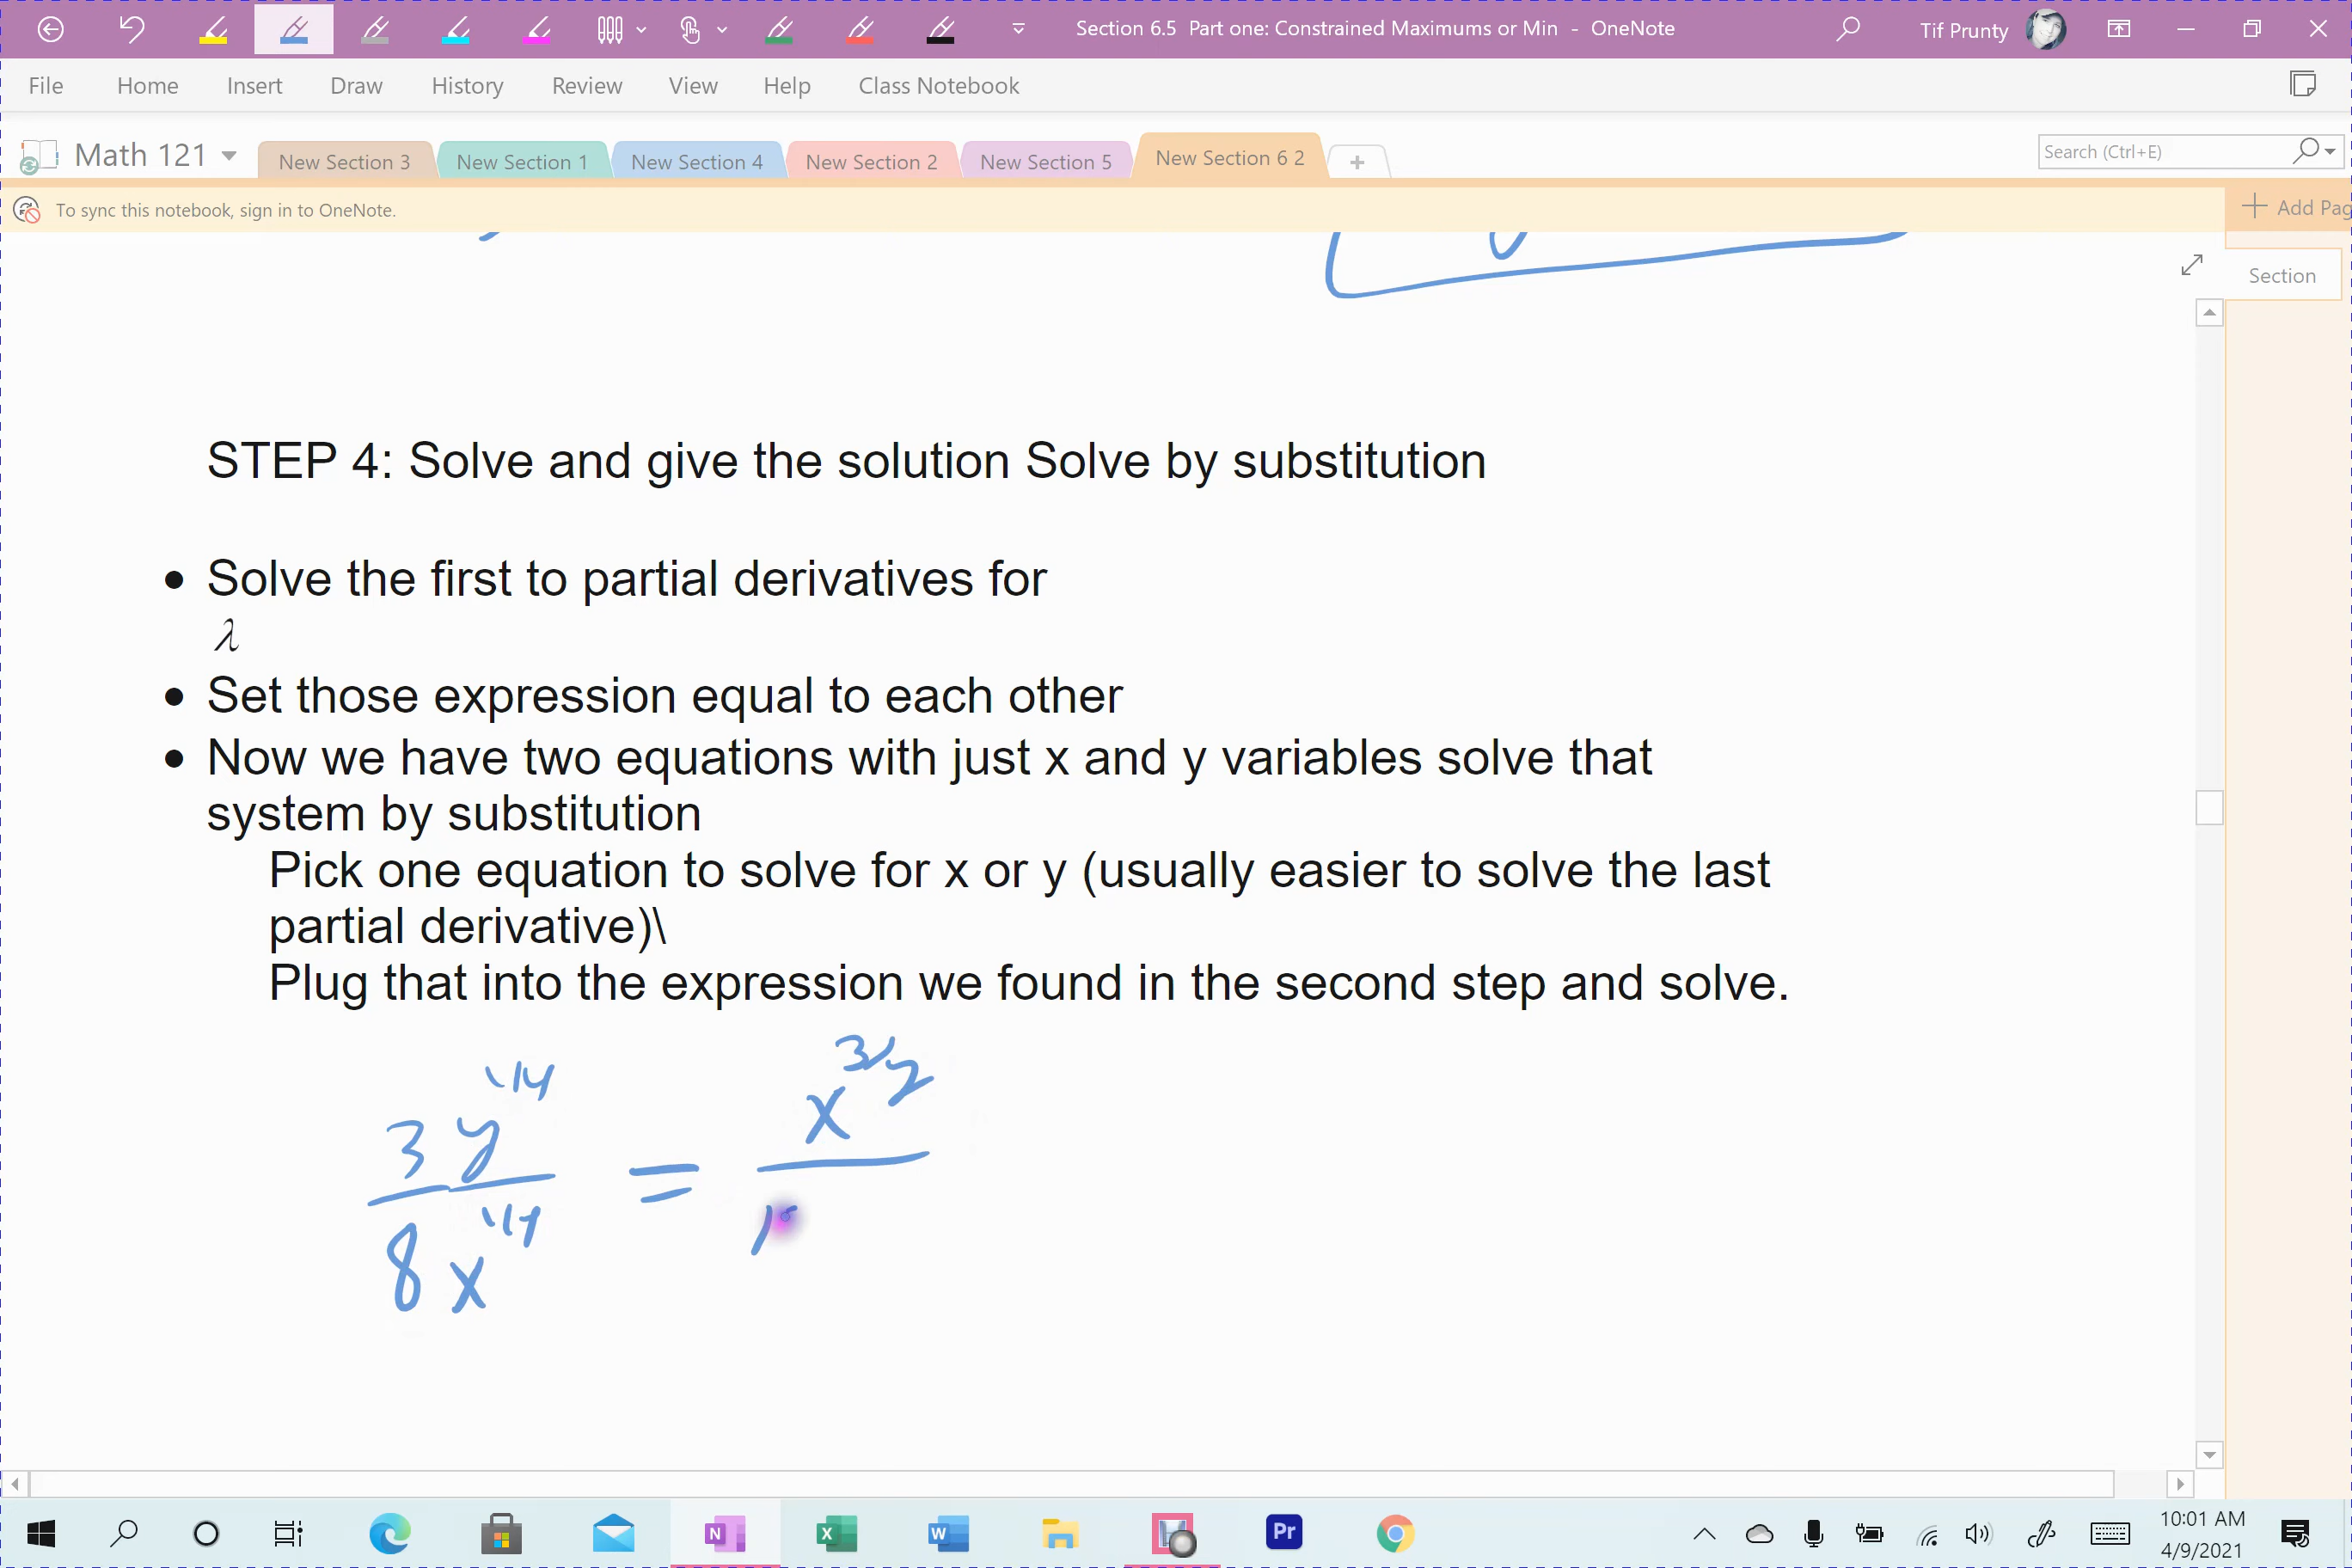 Section 6.5 Part one: Constrained Maximums or Min - OneNote
Tif Prunty
File Home Insert Draw History Review View Help Class Notebook
Math 121 New Section 3 New Section 1 New Section 4 New Section 2 New Section 5 New Section 6 2 +
Search (Ctrl+E)
To sync this notebook, sign in to OneNote.
Add Pag
Section
STEP 4: Solve and give the solution Solve by substitution
• Solve the first to partial derivatives for
λ
• Set those expression equal to each other
• Now we have two equations with just x and y variables solve that
system by substitution
Pick one equation to solve for x or y (usually easier to solve the last
partial derivative)\
Plug that into the expression we found in the second step and solve.
3y^1/4 / 8x^1/4 = x^3/4 /
N X W Pr
10:01 AM
4/9/2021